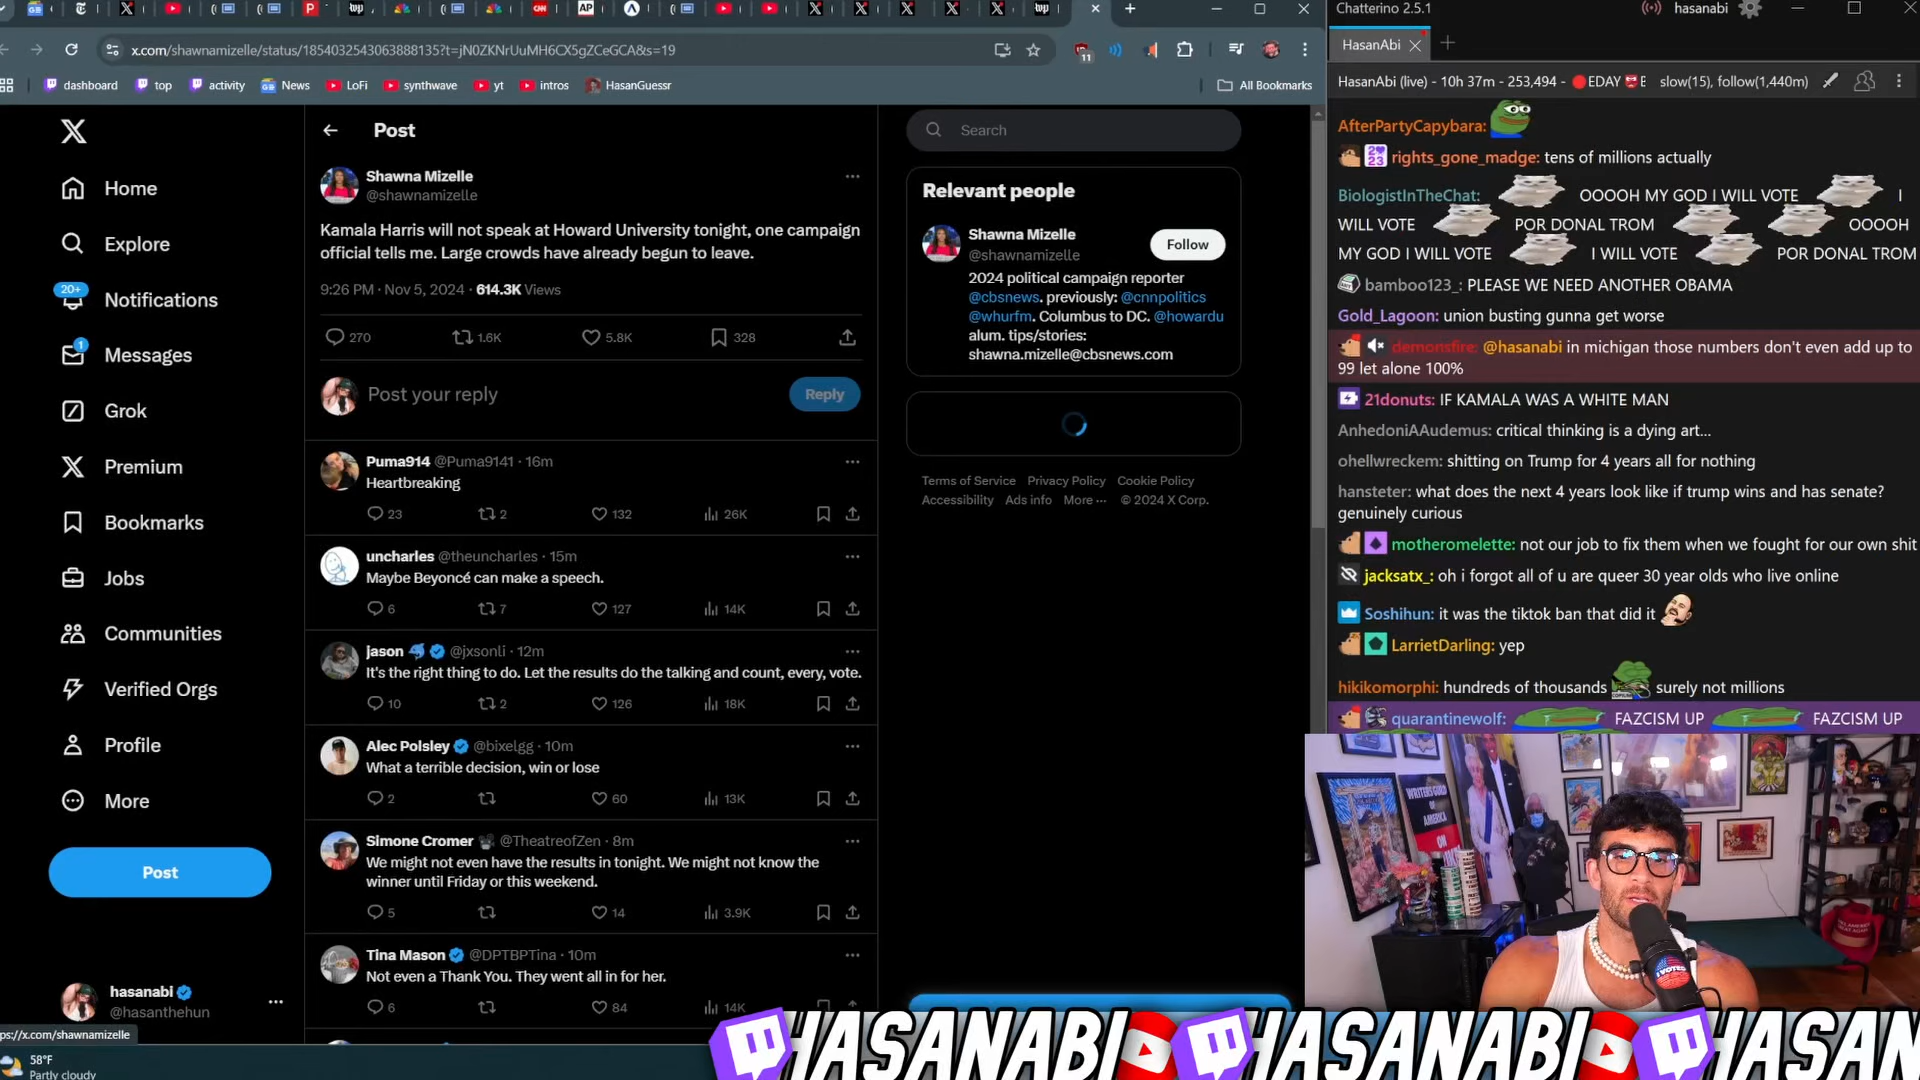 x.com/shawnamizelle/status/1854032543063888135?t=jN0ZKNrUuMH6CX5gZCeGCA&s=19
11
dashboard
top
activity
News
LoFi
synthwave
yt
intros
HasanGuessr
All Bookmarks
Home
Explore
20+
Notifications
1
Messages
Grok
Premium
Bookmarks
Jobs
Communities
Verified Orgs
Profile
More
Post
hasanabi
@hasanthehun
ps://x.com/shawnamizelle
58°F
Partly cloudy
Post
Shawna Mizelle
@shawnamizelle
Kamala Harris will not speak at Howard University tonight, one campaign
official tells me. Large crowds have already begun to leave.
9:26 PM · Nov 5, 2024 · 614.3K Views
270 1.6K 5.8K 328
Post your reply
Reply
Puma914 @Puma9141 · 16m
Heartbreaking
23 2 132 26K
uncharles @theuncharles · 15m
Maybe Beyoncé can make a speech.
6 7 127 14K
jason @jxsonli · 12m
It's the right thing to do. Let the results do the talking and count, every, vote.
10 2 126 18K
Alec Polsley @bixelgg · 10m
What a terrible decision, win or lose
2 60 13K
Simone Cromer @TheatreofZen · 8m
We might not even have the results in tonight. We might not know the
winner until Friday or this weekend.
5 14 3.9K
Tina Mason @DPTBPTina · 10m
Not even a Thank You. They went all in for her.
6 84 14K
Search
Relevant people
Shawna Mizelle
@shawnamizelle
Follow
2024 political campaign reporter
@cbsnews. previously: @cnnpolitics
@whurfm. Columbus to DC. @howardu
alum. tips/stories:
shawna.mizelle@cbsnews.com
Terms of Service Privacy Policy Cookie Policy
Accessibility Ads info More ··· © 2024 X Corp.
Chatterino 2.5.1
hasanabi
HasanAbi
HasanAbi (live) - 10h 37m - 253,494 - EDAY E slow(15), follow(1,440m)
AfterPartyCapybara:
rights_gone_madge: tens of millions actually
BiologistInTheChat: OOOOH MY GOD I WILL VOTE I
WILL VOTE POR DONAL TROM OOOOH
MY GOD I WILL VOTE I WILL VOTE POR DONAL TROM
bamboo123_: PLEASE WE NEED ANOTHER OBAMA
Gold_Lagoon: union busting gunna get worse
demonsfire: @hasanabi in michigan those numbers don't even add up to
99 let alone 100%
21donuts: IF KAMALA WAS A WHITE MAN
AnhedoniAAudemus: critical thinking is a dying art...
ohellwreckem: shitting on Trump for 4 years all for nothing
hansteter: what does the next 4 years look like if trump wins and has senate?
genuinely curious
motheromelette: not our job to fix them when we fought for our own shit
jacksatx_: oh i forgot all of u are queer 30 year olds who live online
Soshihun: it was the tiktok ban that did it
LarrietDarling: yep
hikikomorphi: hundreds of thousands surely not millions
quarantinewolf: FAZCISM UP FAZCISM UP
WRITERS GUILD
OF
AMERICA
ON
I VOTED
HASANABI HASANABI HASAN